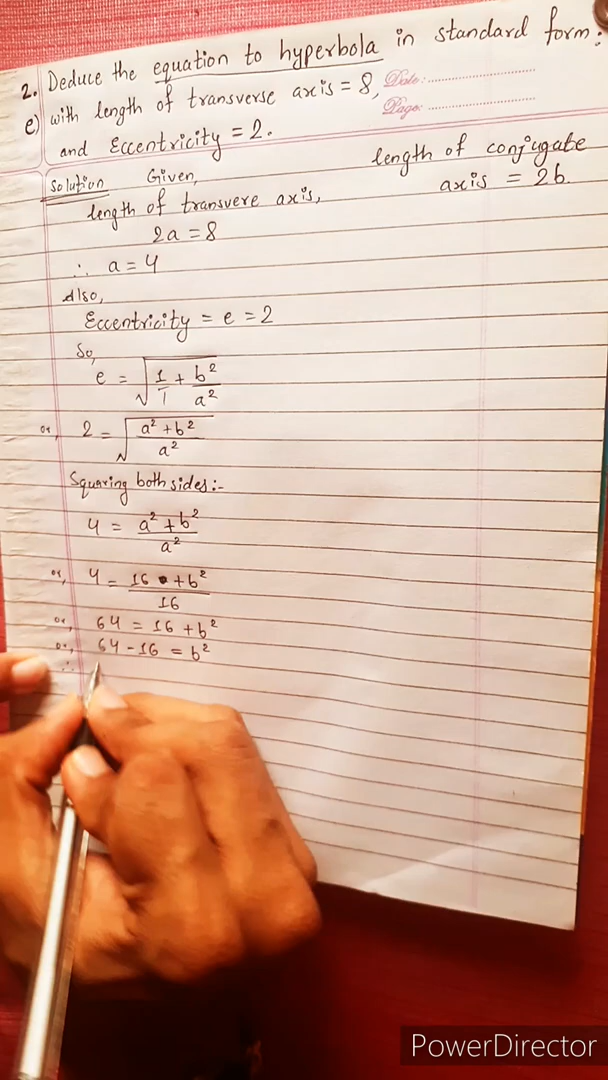 2. Deduce the equation to hyperbola in standard form:
e) with length of transverse axis = 8,
Date:
Page:
and Eccentricity = 2.
length of conjugate
axis = 2b
Solution Given,
length of transvere axis,
2a = 8
∴ a = 4
Also,
Eccentricity = e = 2
So,
e = √(1/1 + b²/a²)
or, 2 = √((a² + b²)/a²)
Squaring both sides:-
4 = (a² + b²)/a²
or, 4 = (16 + b²)/16
or, 64 = 16 + b²
or, 64 - 16 = b²
∴
PowerDirector